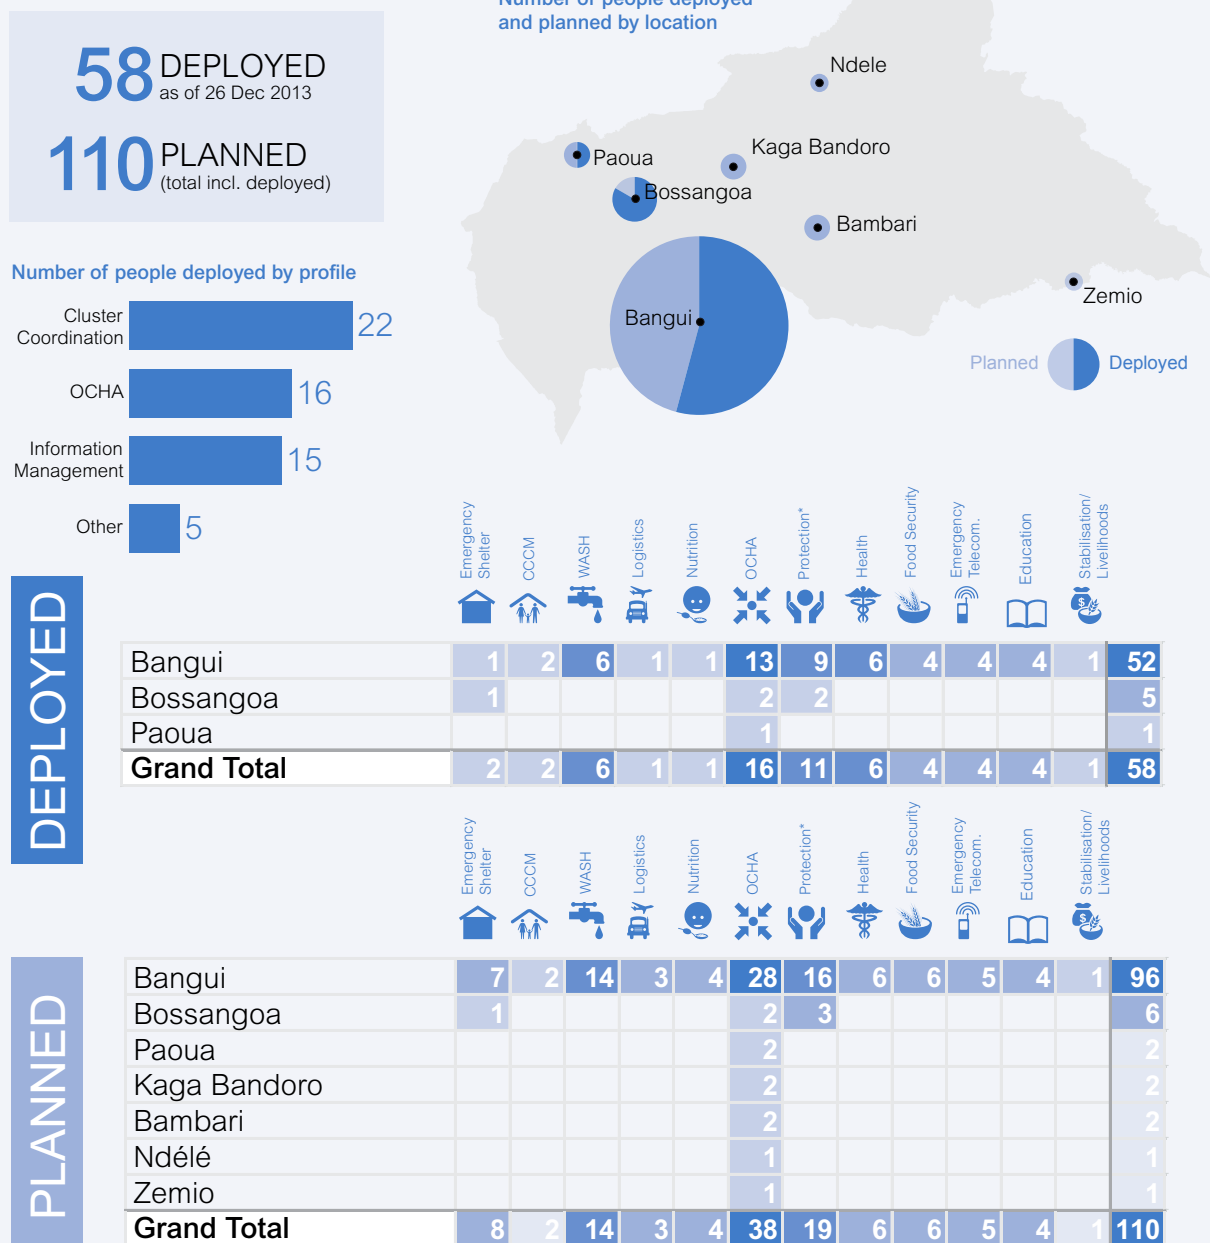 Number of people deployed
and planned by location
58 DEPLOYED
as of 26 Dec 2013
110 PLANNED
(total incl. deployed)
Ndele
Kaga Bandoro
Paoua
Bossangoa
Bambari
Zemio
Bangui
Planned
Deployed
Number of people deployed by profile
Cluster
Coordination
22
OCHA
16
Information
Management
15
Other
5
DEPLOYED
Emergency
Shelter
CCCM
WASH
Logistics
Nutrition
OCHA
Protection*
Health
Food Security
Emergency
Telecom.
Education
Stabilisation/
Livelihoods
Bangui 1 2 6 1 1 13 9 6 4 4 4 1 52
Bossangoa 1 2 2 5
Paoua 1 1
Grand Total 2 2 6 1 1 16 11 6 4 4 4 1 58
PLANNED
Emergency
Shelter
CCCM
WASH
Logistics
Nutrition
OCHA
Protection*
Health
Food Security
Emergency
Telecom.
Education
Stabilisation/
Livelihoods
Bangui 7 2 14 3 4 28 16 6 6 5 4 1 96
Bossangoa 1 2 3 6
Paoua 2 2
Kaga Bandoro 2 2
Bambari 2 2
Ndélé 1 1
Zemio 1 1
Grand Total 8 2 14 3 4 38 19 6 6 5 4 1 110